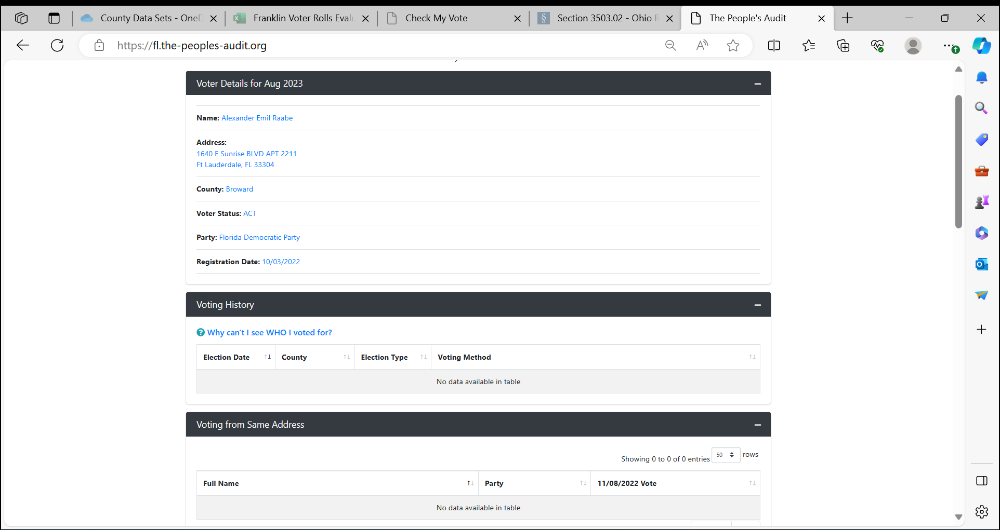 County Data Sets - OneD
Franklin Voter Rolls Evalu
Check My Vote
Section 3503.02 - Ohio R
The People's Audit
https://fl.the-peoples-audit.org
Voter Details for Aug 2023
Name: Alexander Emil Raabe
Address:
1640 E Sunrise BLVD APT 2211
Ft Lauderdale, FL 33304
County: Broward
Voter Status: ACT
Party: Florida Democratic Party
Registration Date: 10/03/2022
Voting History
Why can't I see WHO I voted for?
Election Date County Election Type Voting Method
No data available in table
Voting from Same Address
Showing 0 to 0 of 0 entries 50 rows
Full Name Party 11/08/2022 Vote
No data available in table